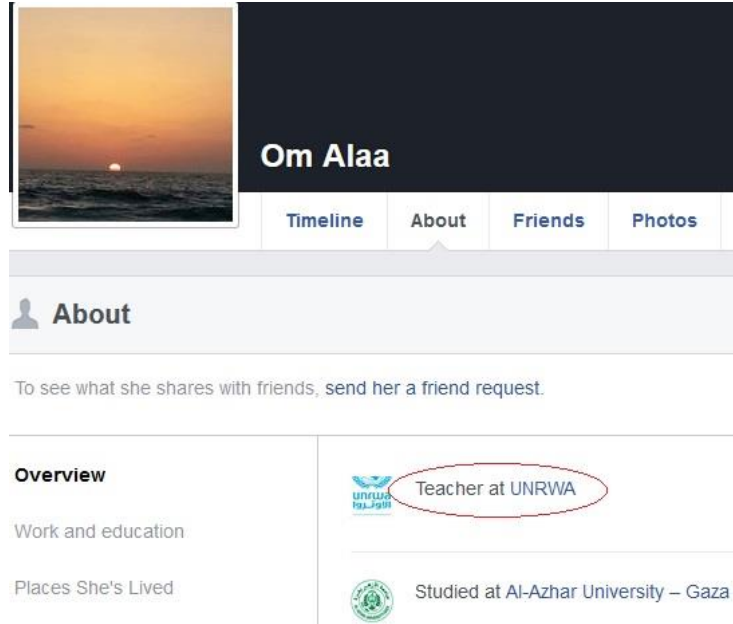 Om Alaa
Timeline About Friends Photos
About
To see what she shares with friends, send her a friend request.
Overview
Work and education
Places She's Lived
unrwa
الأونروا
Teacher at UNRWA
Studied at Al-Azhar University – Gaza